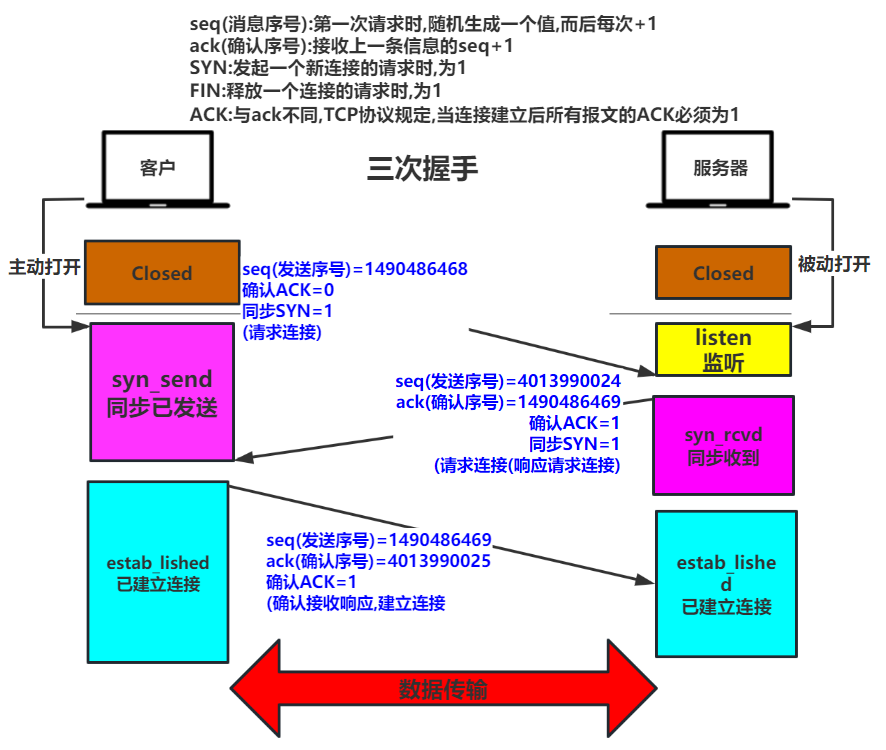 seq(消息序号):第一次请求时,随机生成一个值,而后每次+1
ack(确认序号):接收上一条信息的seq+1
SYN:发起一个新连接的请求时,为1
FIN:释放一个连接的请求时,为1
ACK:与ack不同,TCP协议规定,当连接建立后所有报文的ACK必须为1
客户
三次握手
服务器
主动打开
Closed
seq(发送序号)=1490486468
确认ACK=0
同步SYN=1
(请求连接)
Closed
被动打开
listen
监听
syn_send
同步已发送
seq(发送序号)=4013990024
ack(确认序号)=1490486469
确认ACK=1
同步SYN=1
(请求连接(响应请求连接)
syn_rcvd
同步收到
estab_lished
已建立连接
seq(发送序号)=1490486469
ack(确认序号)=4013990025
确认ACK=1
(确认接收响应,建立连接
estab_lishe
d
已建立连接
数据传输